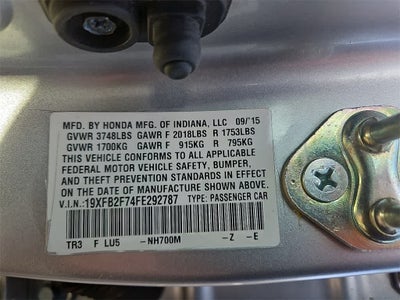 MFD. BY HONDA MFG. OF INDIANA, LLC 09/15
GVWR 3748LBS GAWR F 2018LBS R 1753LBS
GVWR 1700KG GAWR F 915KG R 795KG
THIS VEHICLE CONFORMS TO ALL APPLICABLE
FEDERAL MOTOR VEHICLE SAFETY, BUMPER,
AND THEFT PREVENTION STANDARDS IN EFFECT
ON THE DATE OF MANUFACTURE SHOWN ABOVE.
V.I.N.:19XFB2F74FE292787 TYPE: PASSENGER CAR
TR3 F LU5 -NH700M -Z -E